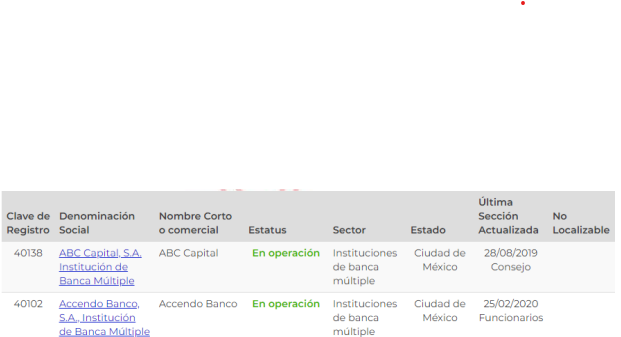 Clave de Registro Denominación Social Nombre Corto o comercial Estatus Sector Estado Última Sección Actualizada No Localizable
40138 ABC Capital, S.A. Institución de Banca Múltiple ABC Capital En operación Instituciones de banca múltiple Ciudad de México 28/08/2019 Consejo
40102 Accendo Banco, S.A., Institución de Banca Múltiple Accendo Banco En operación Instituciones de banca múltiple Ciudad de México 25/02/2020 Funcionarios